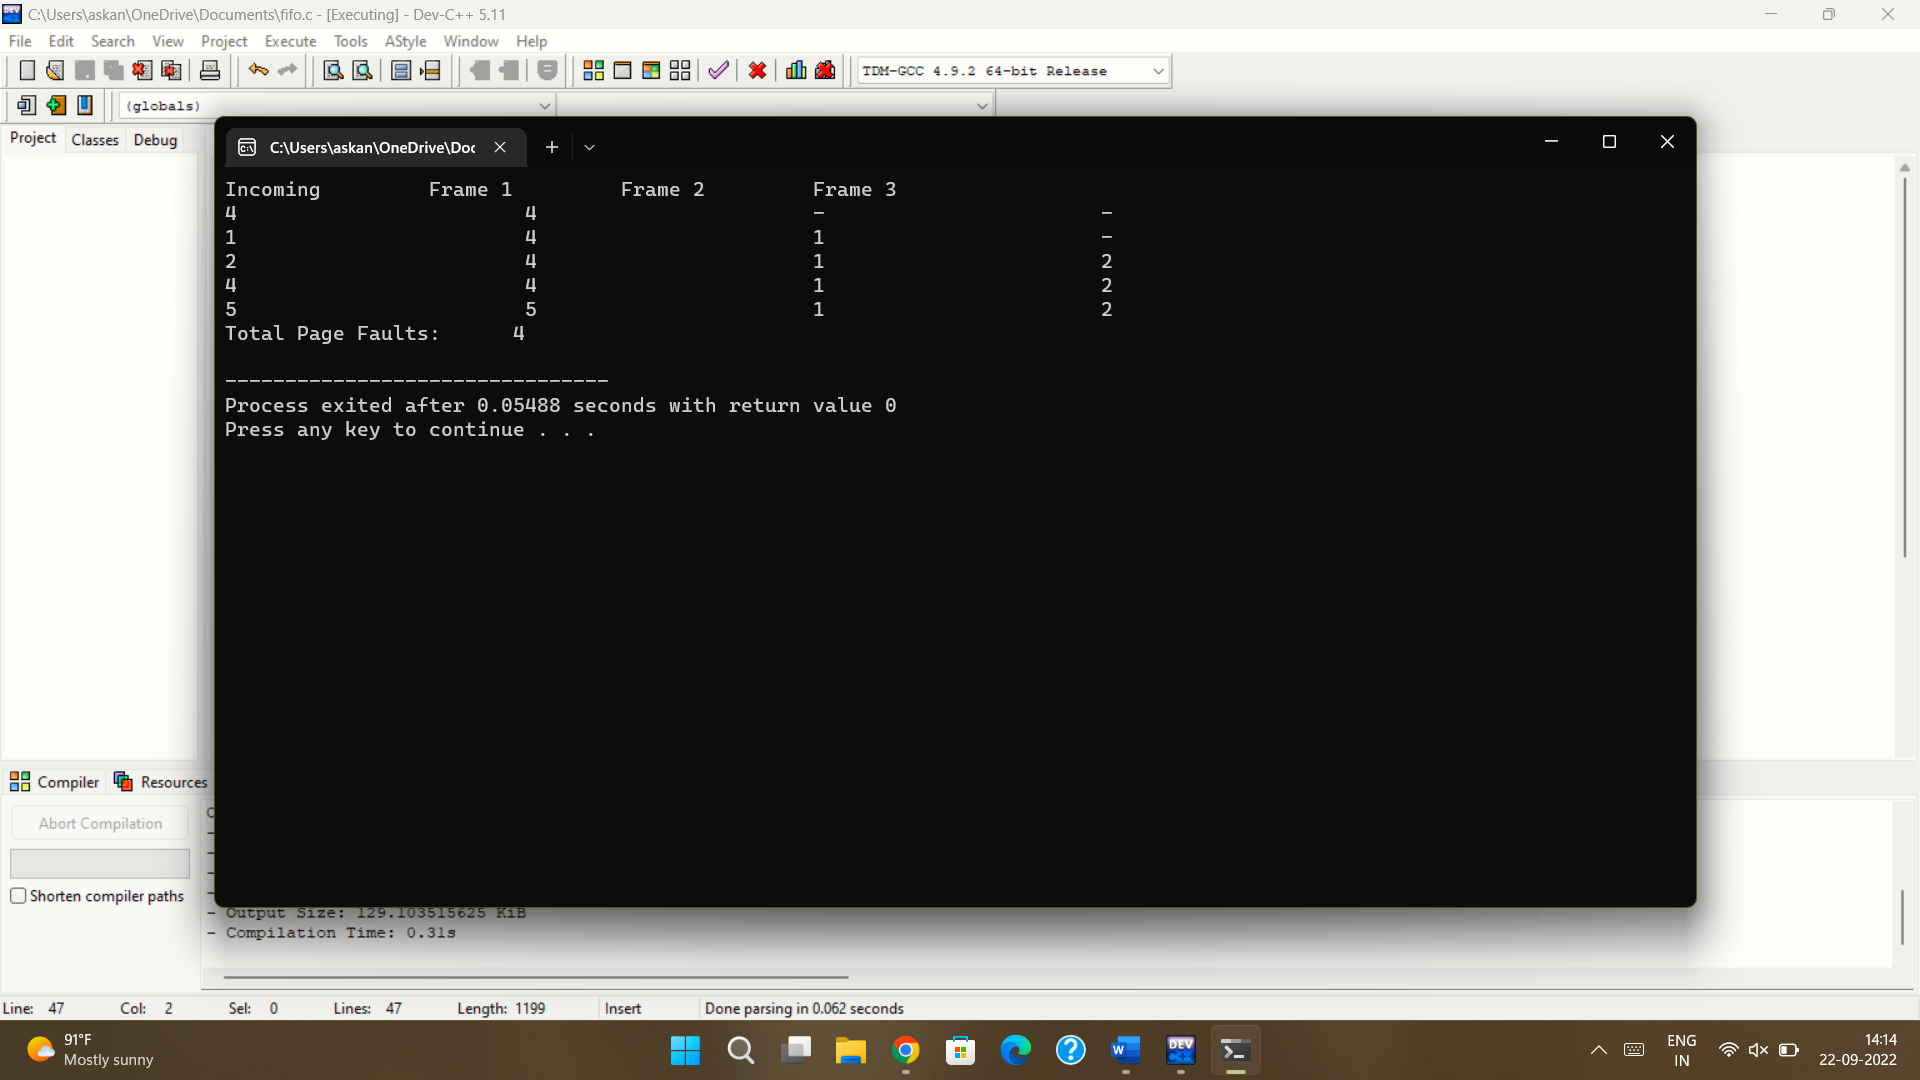 C:\Users\askan\OneDrive\Documents\fifo.c - [Executing] - Dev-C++ 5.11
File Edit Search View Project Execute Tools AStyle Window Help
TDM-GCC 4.9.2 64-bit Release
(globals)
Project Classes Debug
C:\Users\askan\OneDrive\Doc
Incoming Frame 1 Frame 2 Frame 3
4 4 - -
1 4 1 -
2 4 1 2
4 4 1 2
5 5 1 2
Total Page Faults: 4
--------------------------------
Process exited after 0.05488 seconds with return value 0
Press any key to continue . . .
Compiler Resources
Abort Compilation
Shorten compiler paths
- Output Size: 129.103515625 KiB
- Compilation Time: 0.31s
Line: 47 Col: 2 Sel: 0 Lines: 47 Length: 1199 Insert Done parsing in 0.062 seconds
91°F
Mostly sunny
DEV
C++
ENG
IN
14:14
22-09-2022